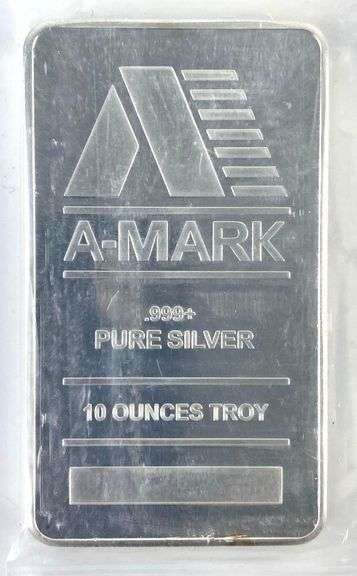 A-MARK
.999+
PURE SILVER
10 OUNCES TROY